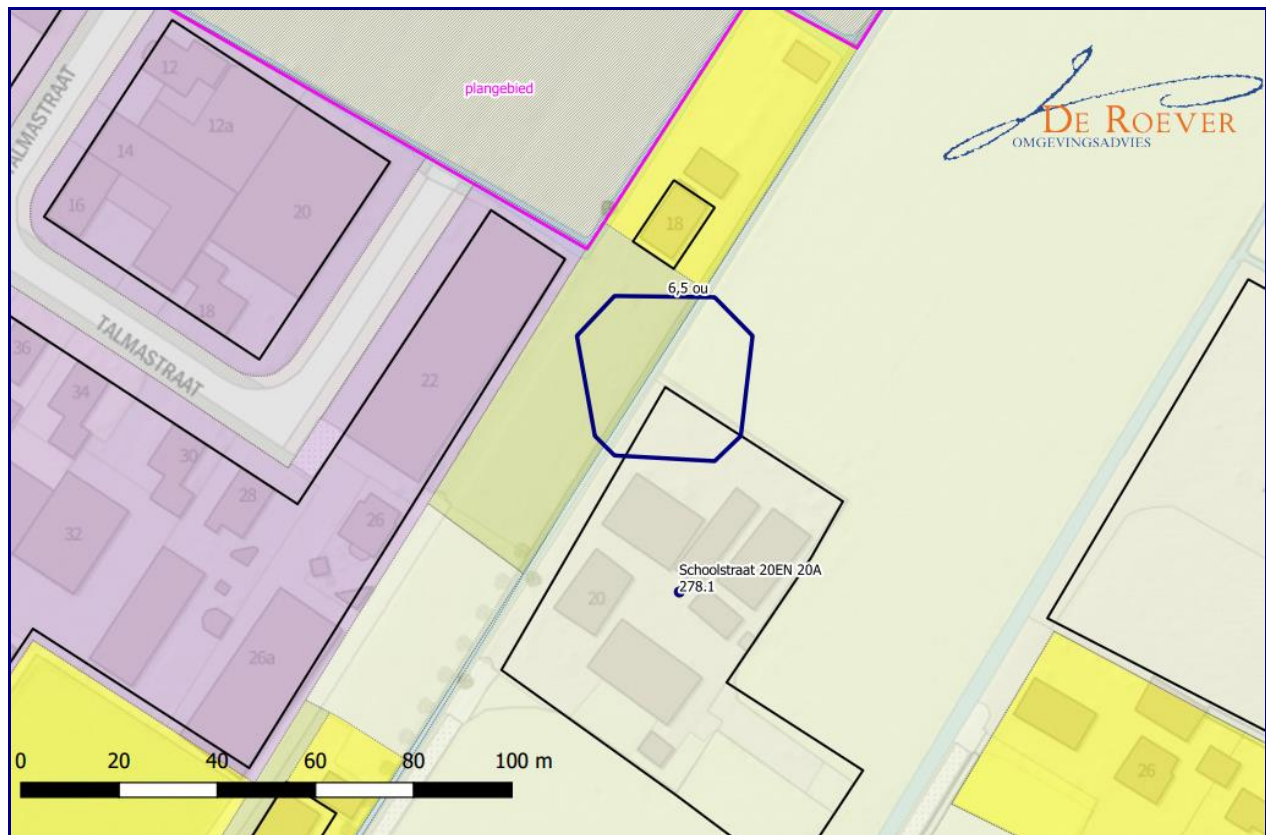 TALMASTRAAT
12
12a
14
16
20
18
plangebied
DE ROEVER
OMGEVINGSADVIES
18
6,5 ou
TALMASTRAAT
36
34
22
30
28
32
26
26a
Schoolstraat 20EN 20A
278.1
20
26
0 20 40 60 80 100 m